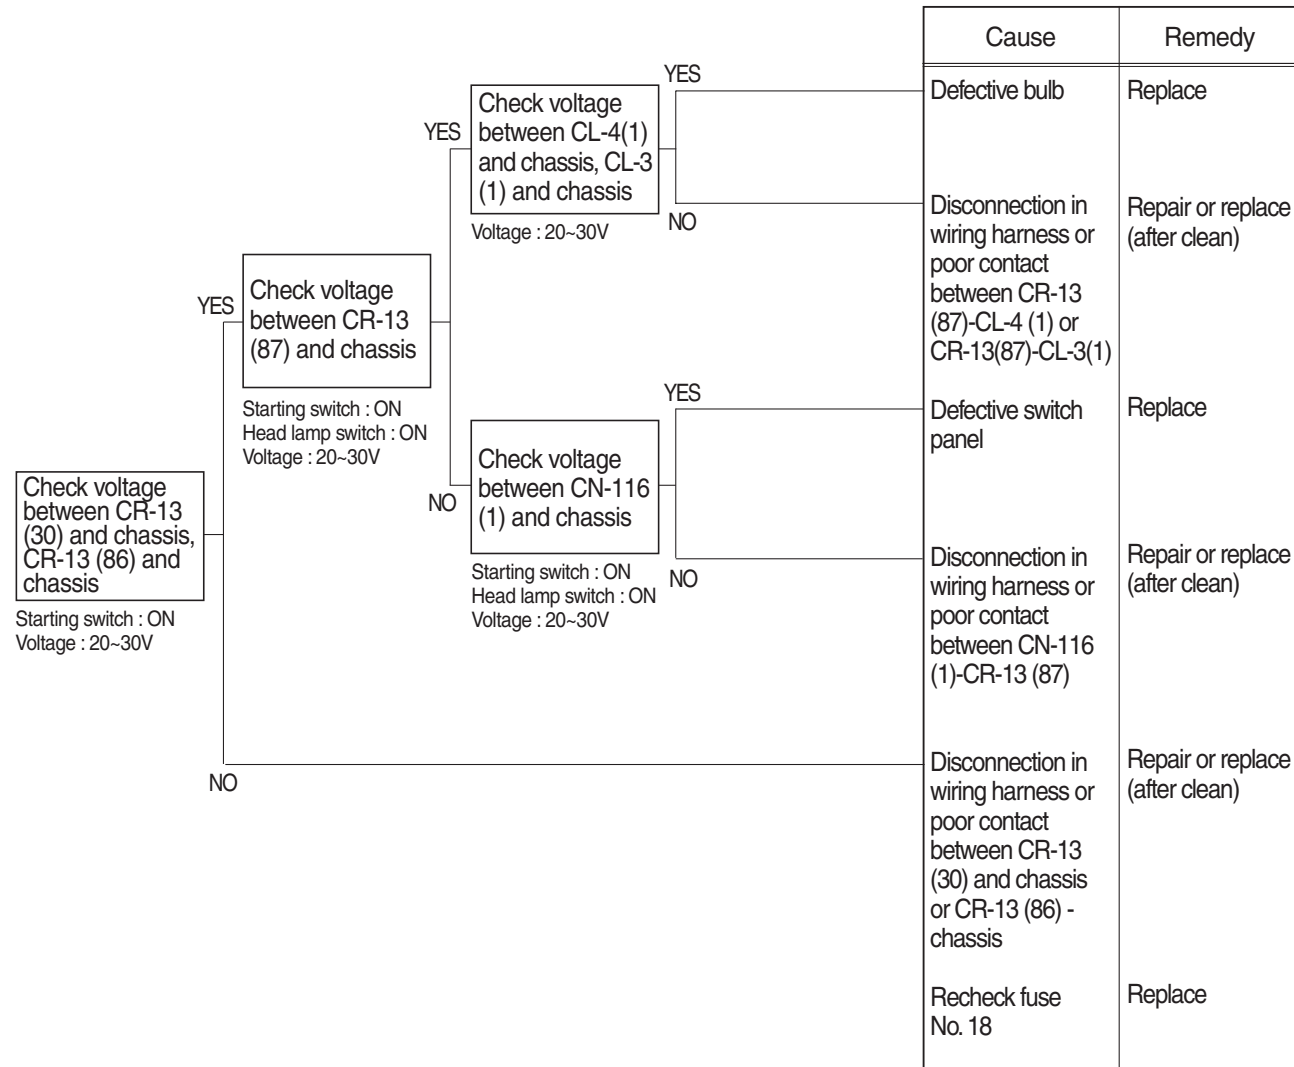 Cause
Remedy
YES
Defective bulb
Replace
Check voltage
between CL-4(1)
and chassis, CL-3
(1) and chassis
YES
Voltage : 20~30V
NO
Disconnection in
wiring harness or
poor contact
between CR-13
(87)-CL-4 (1) or
CR-13(87)-CL-3(1)
Repair or replace
(after clean)
YES
Check voltage
between CR-13
(87) and chassis
Starting switch : ON
Head lamp switch : ON
Voltage : 20~30V
YES
Defective switch
panel
Replace
NO
Check voltage
between CN-116
(1) and chassis
Starting switch : ON
Head lamp switch : ON
Voltage : 20~30V
NO
Disconnection in
wiring harness or
poor contact
between CN-116
(1)-CR-13 (87)
Repair or replace
(after clean)
Check voltage
between CR-13
(30) and chassis,
CR-13 (86) and
chassis
Starting switch : ON
Voltage : 20~30V
NO
Disconnection in
wiring harness or
poor contact
between CR-13
(30) and chassis
or CR-13 (86) -
chassis
Repair or replace
(after clean)
Recheck fuse
No. 18
Replace